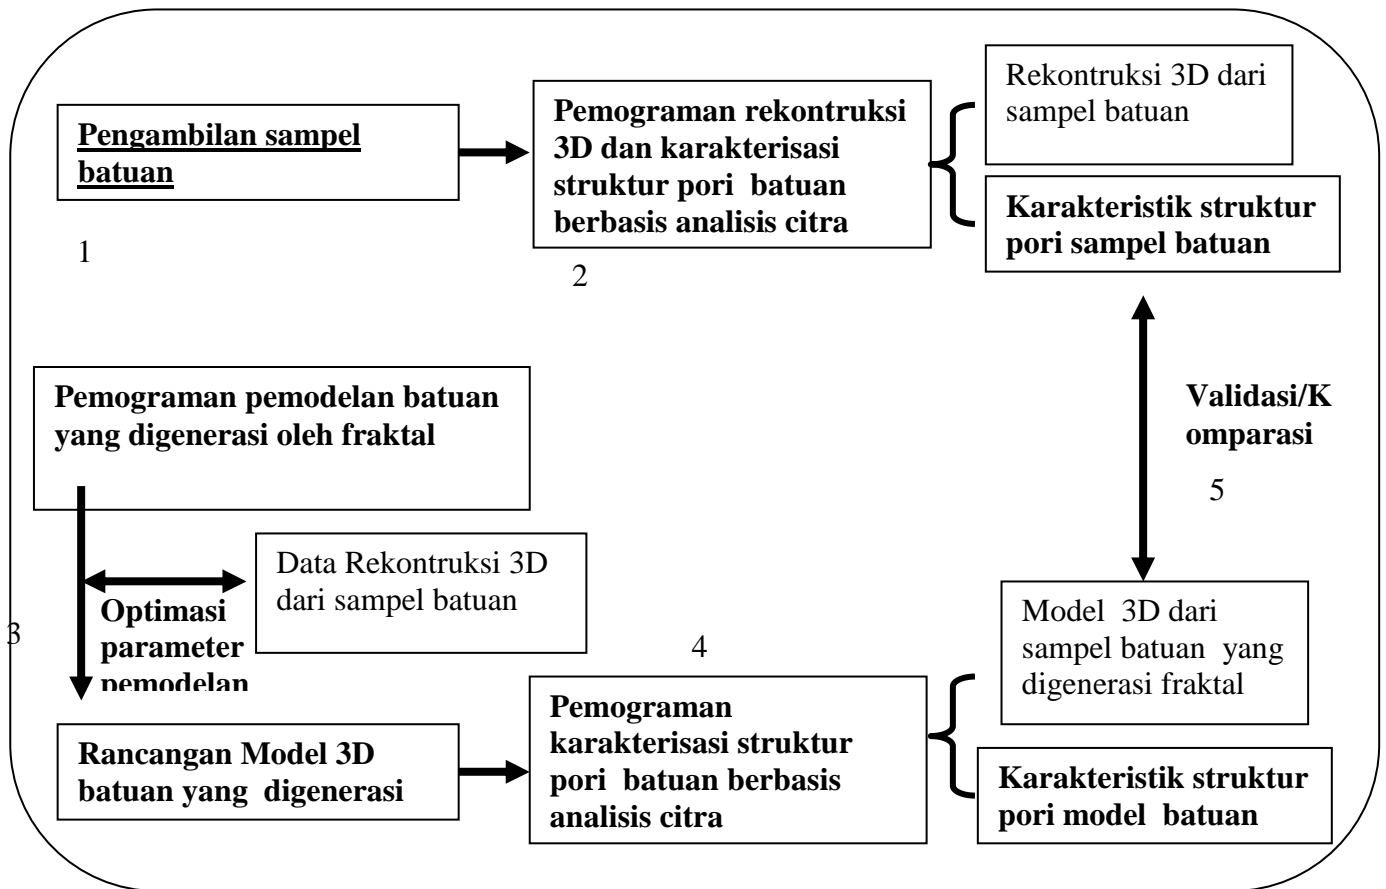 Pengambilan sampel
batuan
1
Pemograman rekontruksi
3D dan karakterisasi
struktur pori batuan
berbasis analisis citra
2
Rekontruksi 3D dari
sampel batuan
Karakteristik struktur
pori sampel batuan
Pemograman pemodelan batuan
yang digenerasi oleh fraktal
Validasi/K
omparasi
5
Data Rekontruksi 3D
dari sampel batuan
Optimasi
parameter
pemodelan
3
4
Model 3D dari
sampel batuan yang
digenerasi fraktal
Rancangan Model 3D
batuan yang digenerasi
Pemograman
karakterisasi struktur
pori batuan berbasis
analisis citra
Karakteristik struktur
pori model batuan